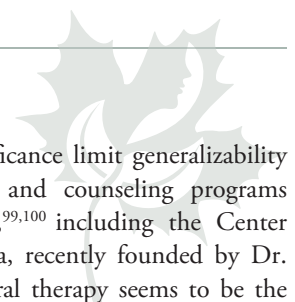 ficance limit generalizability
and counseling programs
,99,100 including the Center
a, recently founded by Dr.
ral therapy seems to be the